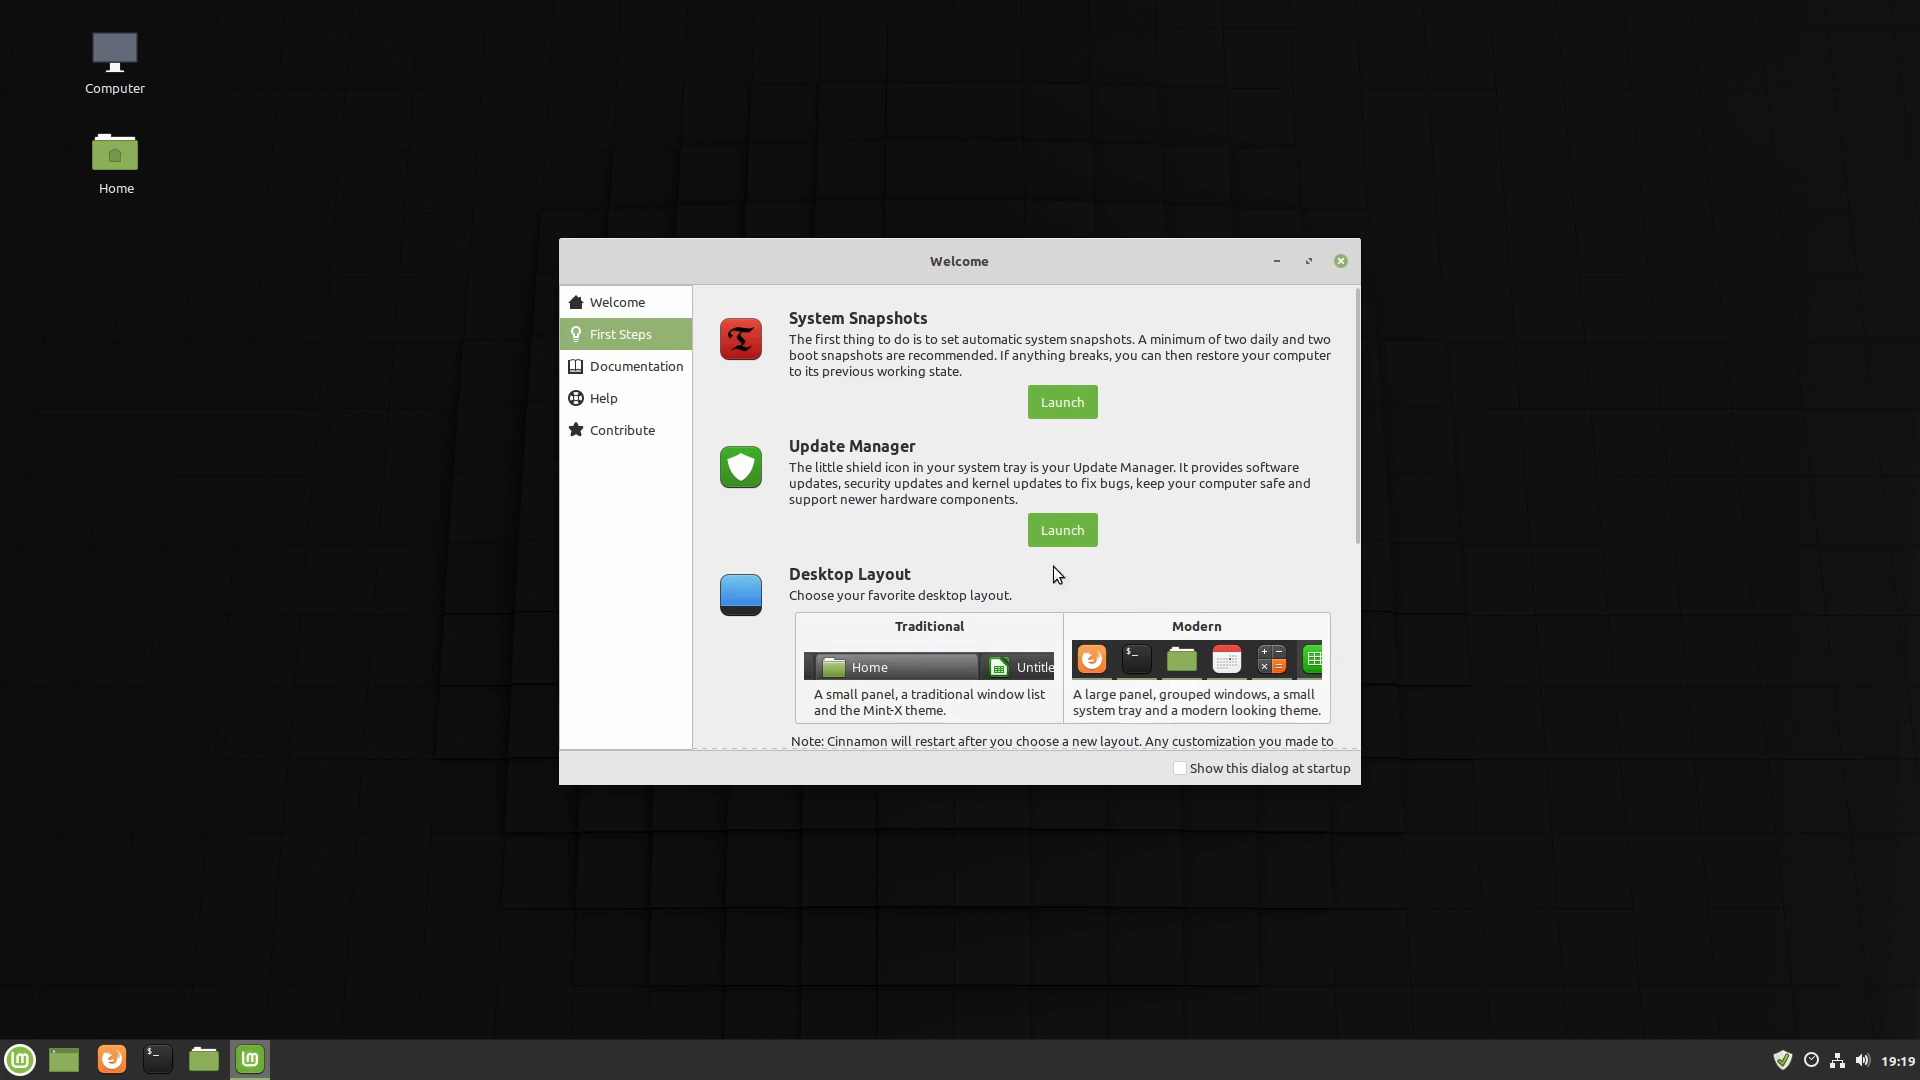 Computer
Home
Welcome
Welcome
First Steps
Documentation
Help
Contribute
System Snapshots
The first thing to do is to set automatic system snapshots. A minimum of two daily and two
boot snapshots are recommended. If anything breaks, you can then restore your computer
to its previous working state.
Launch
Update Manager
The little shield icon in your system tray is your Update Manager. It provides software
updates, security updates and kernel updates to fix bugs, keep your computer safe and
support newer hardware components.
Launch
Desktop Layout
Choose your favorite desktop layout.
Traditional
Home
Untitle
A small panel, a traditional window list
and the Mint-X theme.
Modern
A large panel, grouped windows, a small
system tray and a modern looking theme.
Note: Cinnamon will restart after you choose a new layout. Any customization you made to
Show this dialog at startup
19:19